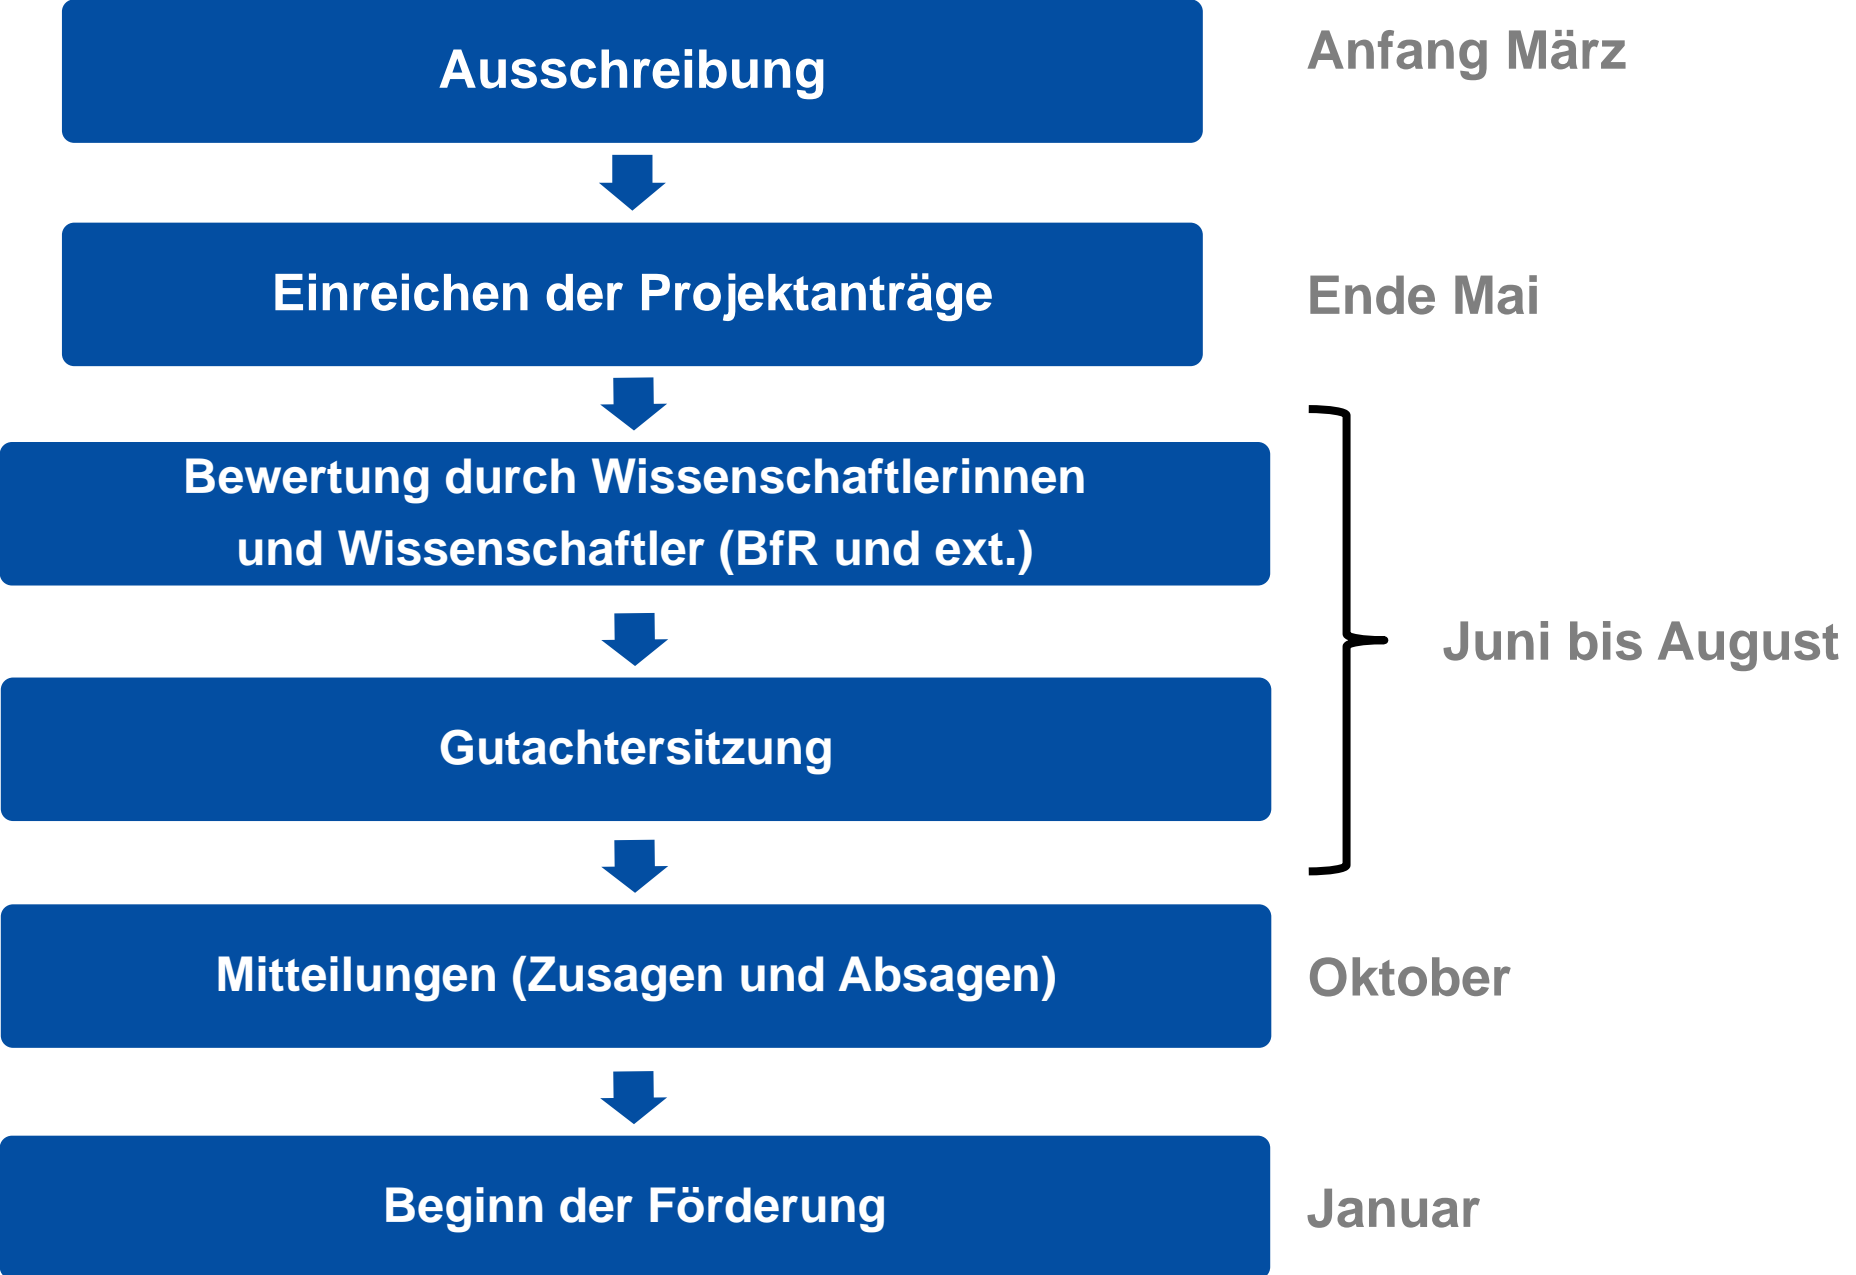 Ausschreibung
Anfang März
Einreichen der Projektanträge
Ende Mai
Bewertung durch Wissenschaftlerinnen
und Wissenschaftler (BfR und ext.)
Juni bis August
Gutachtersitzung
Mitteilungen (Zusagen und Absagen)
Oktober
Beginn der Förderung
Januar